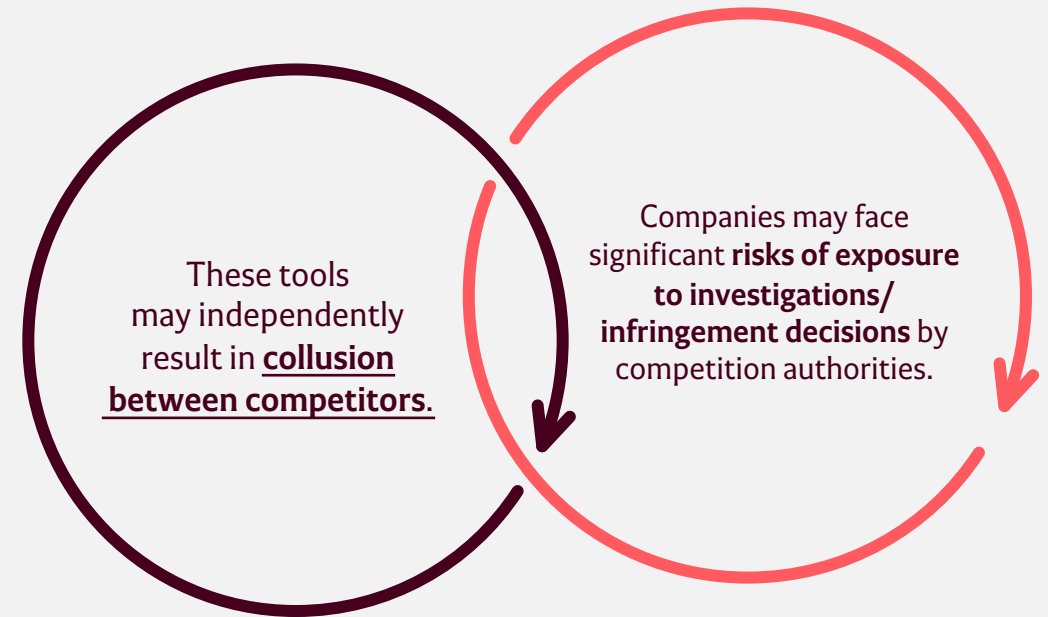 These tools
may independently
result in collusion
between competitors.
Companies may face
significant risks of exposure
to investigations/
infringement decisions by
competition authorities.